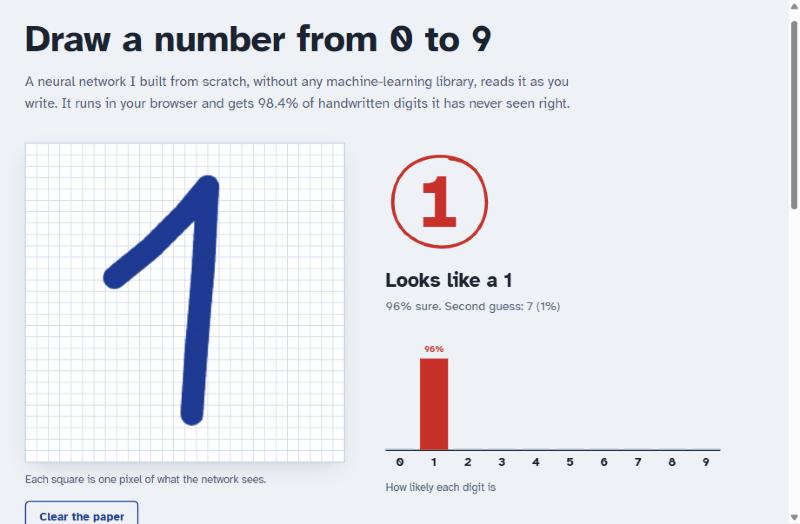 Draw a number from 0 to 9
A neural network I built from scratch, without any machine-learning library, reads it as you
write. It runs in your browser and gets 98.4% of handwritten digits it has never seen right.
1
1
Looks like a 1
96% sure. Second guess: 7 (1%)
96%
0 1 2 3 4 5 6 7 8 9
How likely each digit is
Each square is one pixel of what the network sees.
Clear the paper